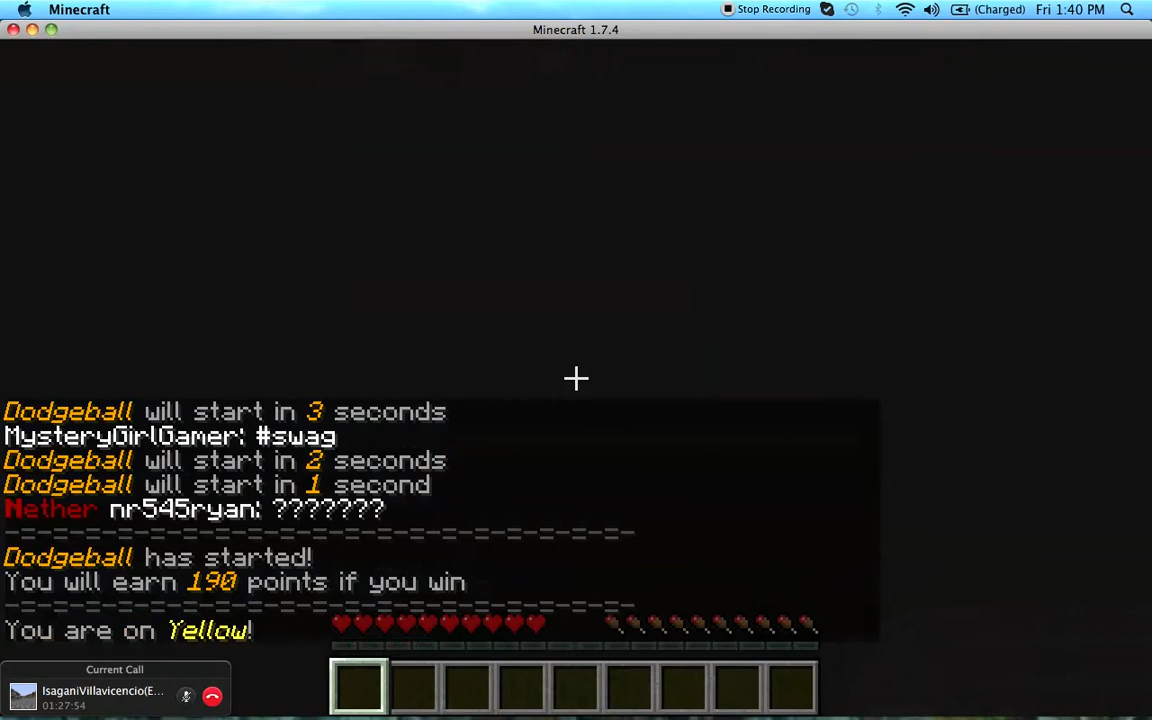 Minecraft
Stop Recording
(Charged)
Fri 1:40 PM
Minecraft 1.7.4
Dodgeball will start in 3 seconds
MysteryGirlGamer: #swag
Dodgeball will start in 2 seconds
Dodgeball will start in 1 second
Nether nr545ryan: ???????
-=-=-=-=-=-=-=-=-=-=-=-=-=-=-=-=-=-=-=-=-=-
Dodgeball has started!
You will earn 190 points if you win
-=-=-=-=-=-=-=-=-=-=-=-=-=-=-=-=-=-=-=-=-=-
You are on Yellow!
Current Call
IsaganiVillavicencio(E...
01:27:54